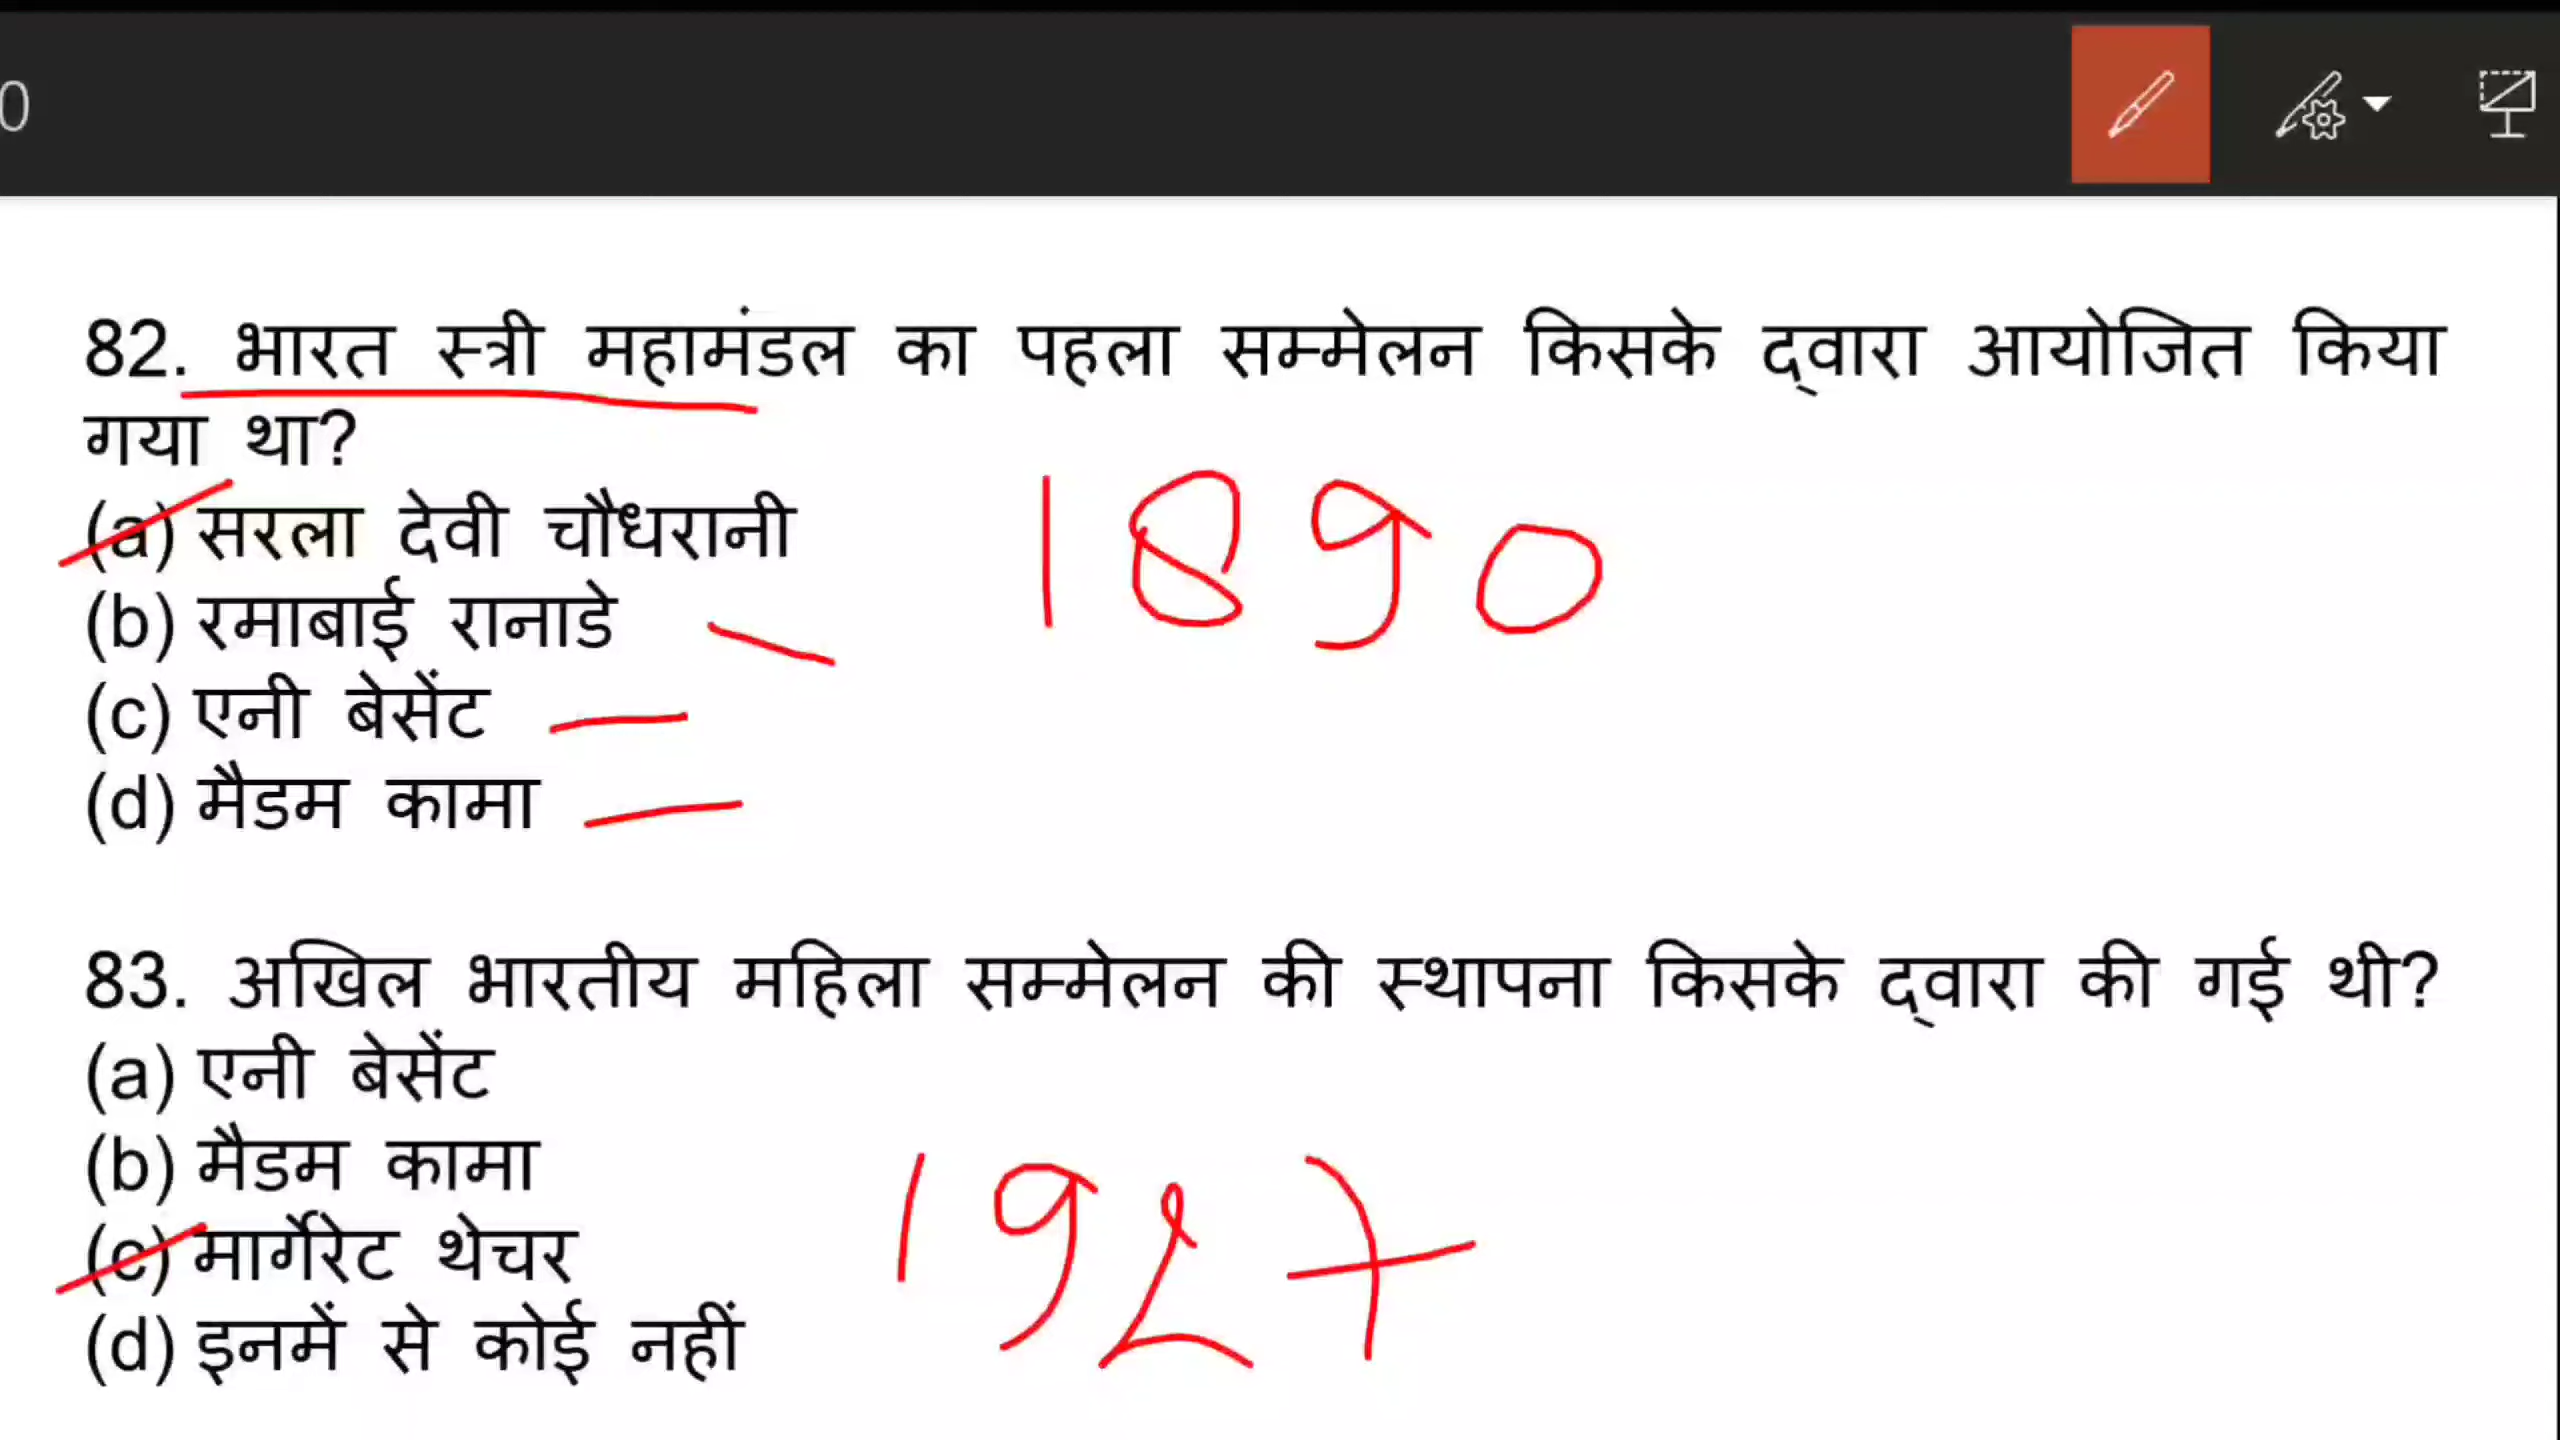 0
82. भारत स्त्री महामंडल का पहला सम्मेलन किसके द्वारा आयोजित किया
गया था?
(a) सरला देवी चौधरानी
1890
(b) रमाबाई रानाडे
(c) एनी बेसेंट
(d) मैडम कामा
83. अखिल भारतीय महिला सम्मेलन की स्थापना किसके द्वारा की गई थी?
(a) एनी बेसेंट
(b) मैडम कामा
1927
(c) मार्गरेट थेचर
(d) इनमें से कोई नहीं